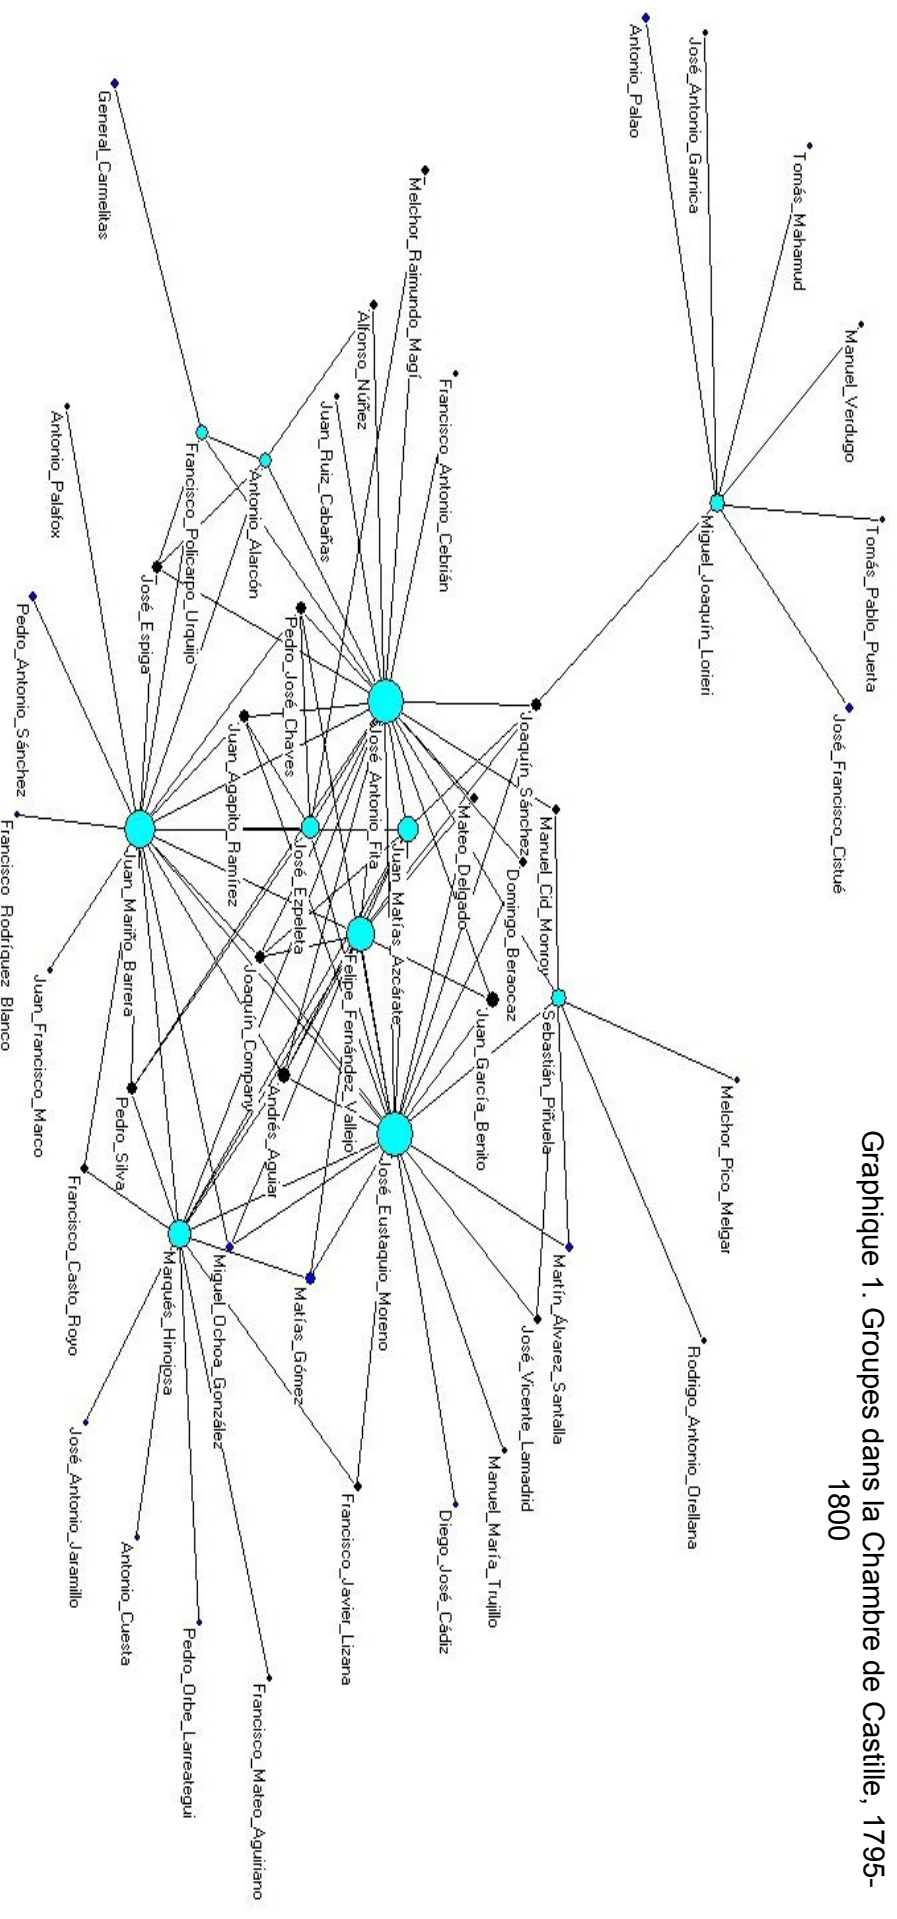 Graphique 1. Groupes dans la Chambre de Castille, 1795-
1800
Tomás_Pablo_Puerta
José_Francisco_Cistué
Manuel_Verdugo
Tomás_Mahamud
José_Antonio_Garnica
Antonio_Palao
Miguel_Joaquín_Lorieri
Melchor_Pico_Melgar
Rodrigo_Antonio_Orellana
Manuel_Cid_Monroy
Sebastián_Piñuela
Martín_Álvarez_Santalla
Joaquín_Sánchez
José_Vicente_Lamadrid
Domingo_Beraocaz
Manuel_María_Trujillo
Juan_García_Benito
Mateo_Delgado
Francisco_Antonio_Cebrián
Diego_José_Cádiz
Melchor_Raimundo_Magí
Juan_Matías_Azcárate
José_Eustaquio_Moreno
José_Antonio_Fita
Alfonso_Núñez
Felipe_Fernández_Vallejo
Francisco_Javier_Lizana
Juan_Ruiz_Cabañas
José_Ezpeleta
Matías_Gómez
Pedro_José_Chaves
Andrés_Aguiar
Antonio_Alarcón
Joaquín_Company
Francisco_Mateo_Aguiriano
Juan_Agapito_Ramírez
Miguel_Ochoa_González
Francisco_Policarpo_Urquijo
Pedro_Orbe_Larreategui
Marqués_Hinojosa
José_Espiga
Juan_Mariño_Barrera
Pedro_Silva
Antonio_Cuesta
General_Carmelitas
Francisco_Casto_Royo
José_Antonio_Jaramillo
Antonio_Palafox
Juan_Francisco_Marco
Pedro_Antonio_Sánchez
Francisco_Rodríguez_Blanco